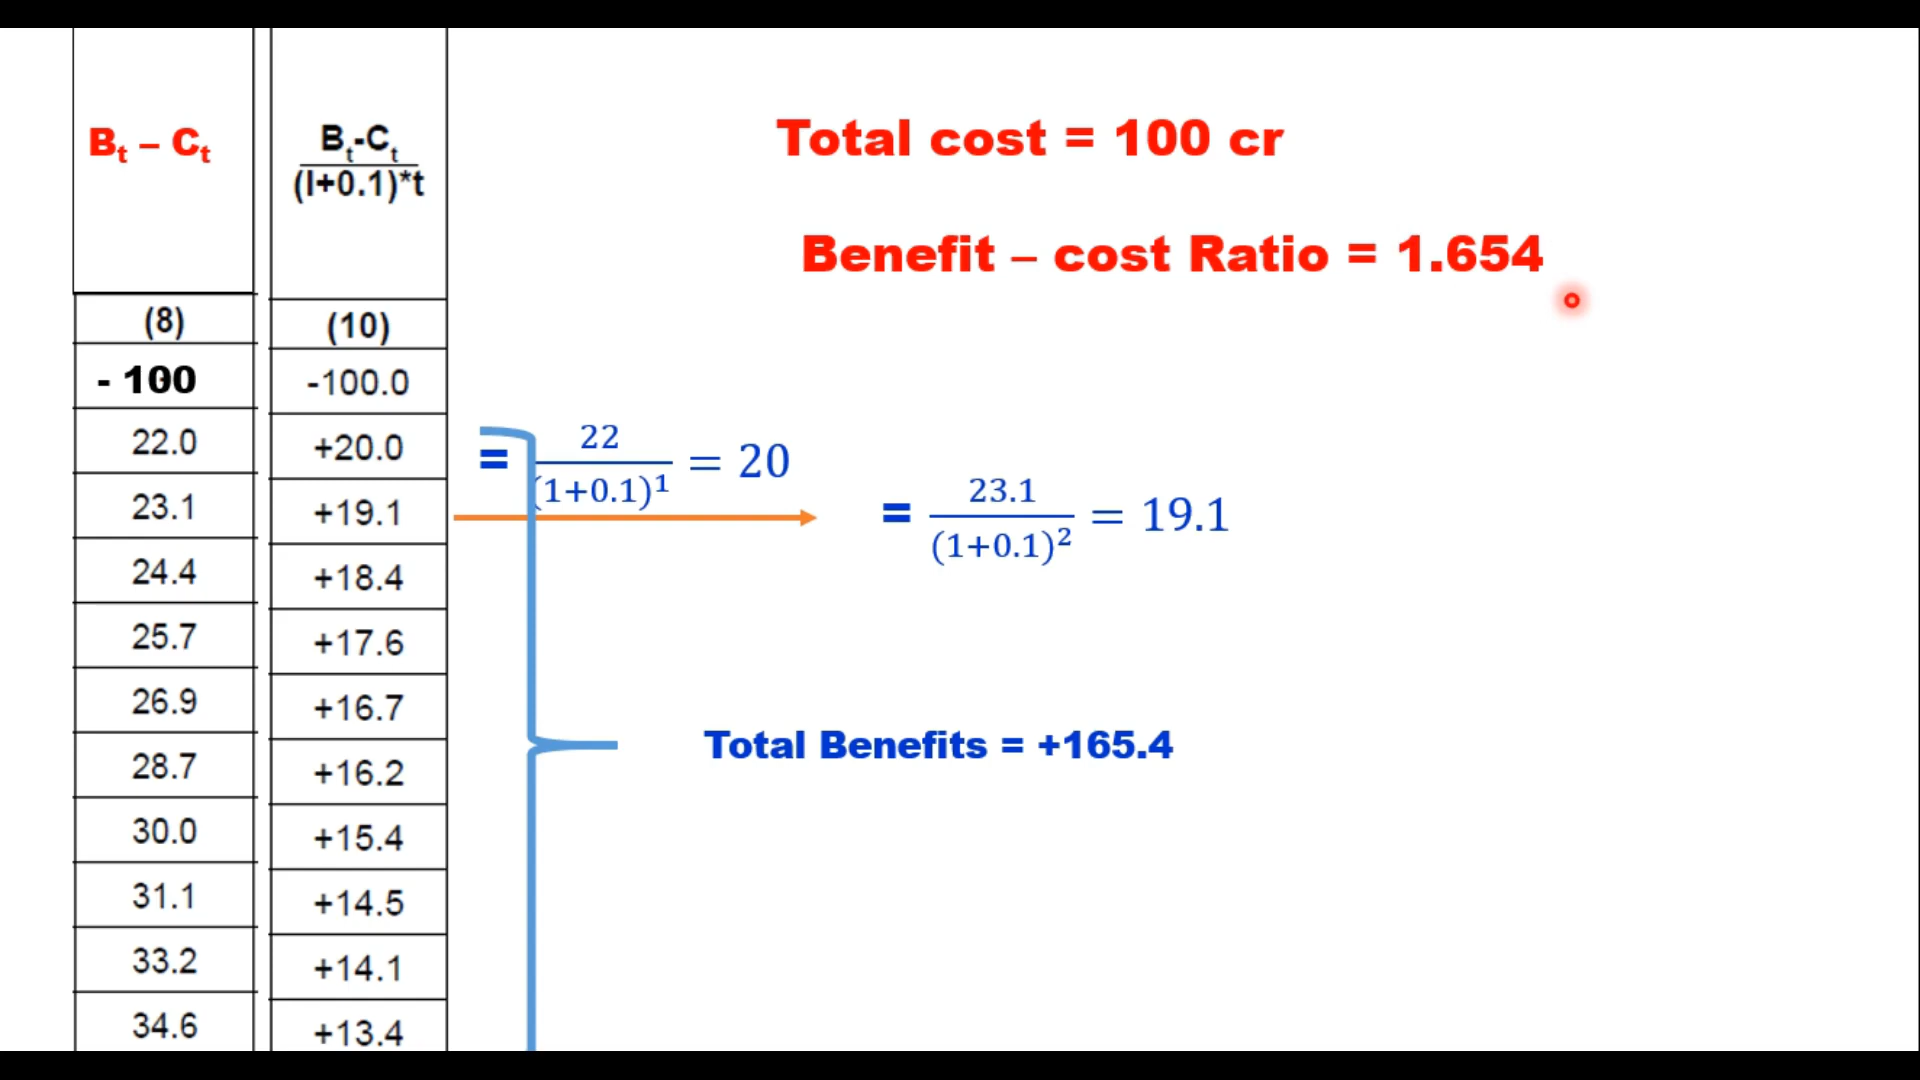 Total cost = 100 cr
Benefit – cost Ratio = 1.654
Bt – Ct
Bt-Ct
(I+0.1)*t
(8) (10)
- 100 -100.0
22.0 +20.0
23.1 +19.1
24.4 +18.4
25.7 +17.6
26.9 +16.7
28.7 +16.2
30.0 +15.4
31.1 +14.5
33.2 +14.1
34.6 +13.4
= 22/(1+0.1)¹ = 20
= 23.1/(1+0.1)² = 19.1
Total Benefits = +165.4